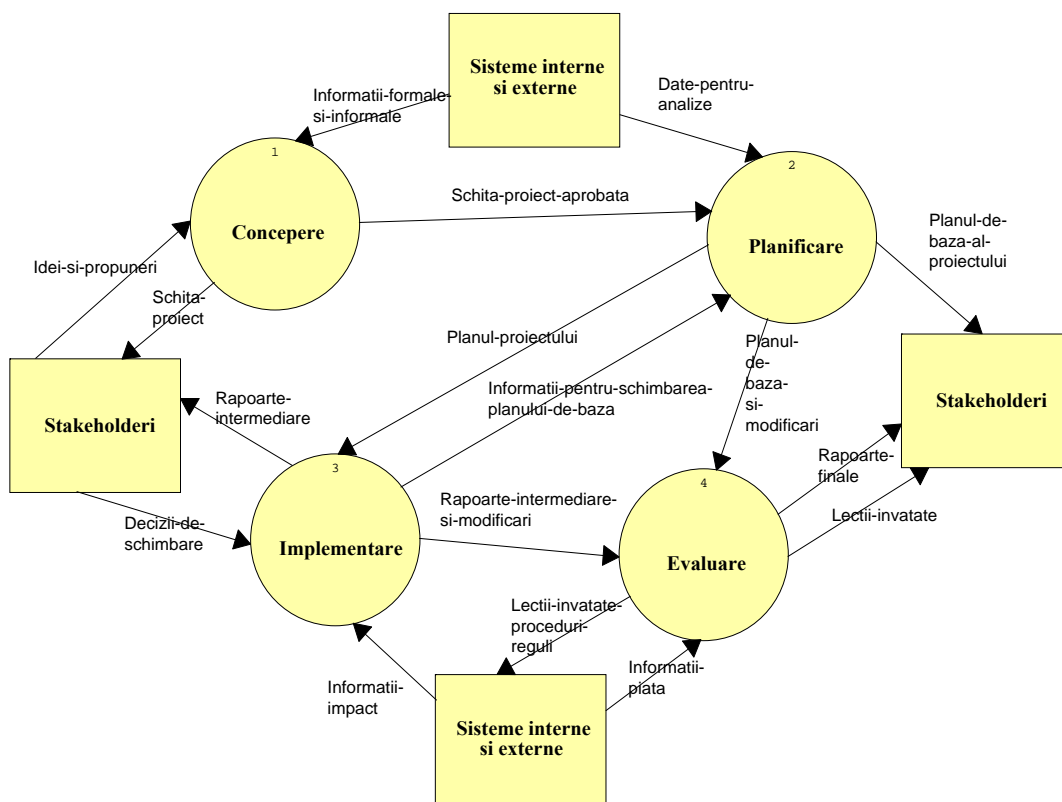 Sisteme interne
si externe
Informatii-formale-
si-informale
Date-pentru-
analize
1
Concepere
2
Planificare
Schita-proiect-aprobata
Planul-de-
baza-al-
proiectului
Idei-si-propuneri
Schita-
proiect
Planul-proiectului
Planul-
de-
baza-
si-
modificari
Informatii-pentru-schimbarea-
planului-de-baza
Stakeholderi
Rapoarte-
intermediare
Stakeholderi
3
Implementare
4
Evaluare
Rapoarte-
finale
Lectii-invatate
Decizii-de-
schimbare
Rapoarte-intermediare-
si-modificari
Lectii-invatate-
proceduri-
reguli
Informatii-
piata
Informatii-
impact
Sisteme interne
si externe